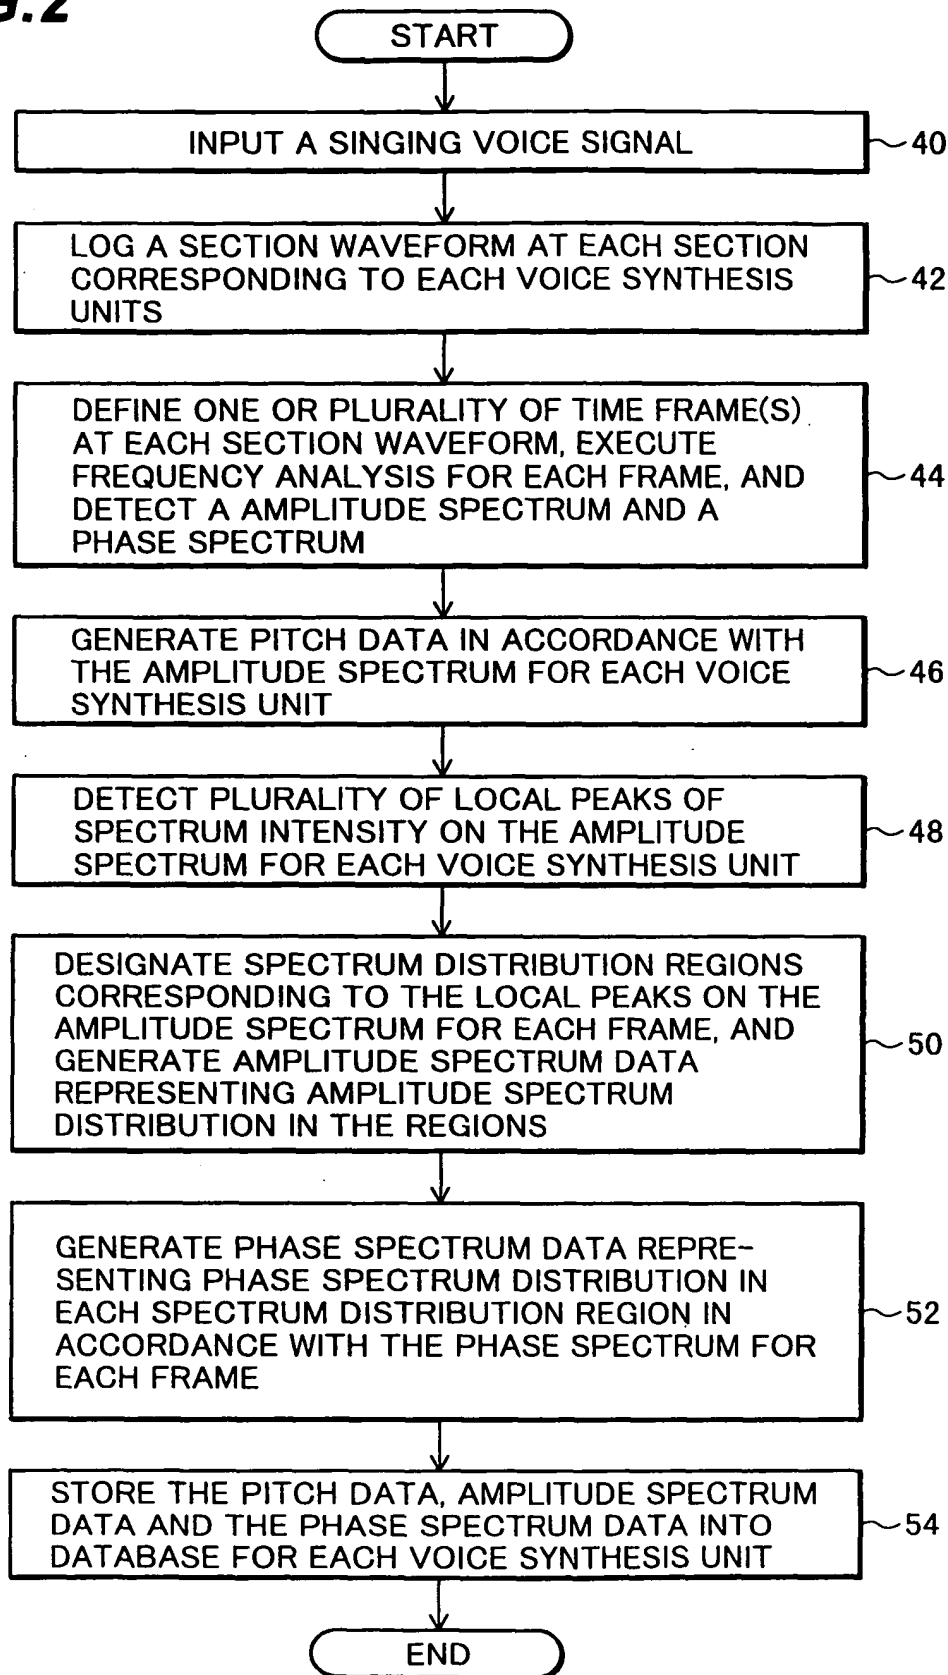 G.2
START
INPUT A SINGING VOICE SIGNAL
40
LOG A SECTION WAVEFORM AT EACH SECTION
CORRESPONDING TO EACH VOICE SYNTHESIS
UNITS
42
DEFINE ONE OR PLURALITY OF TIME FRAME(S)
AT EACH SECTION WAVEFORM, EXECUTE
FREQUENCY ANALYSIS FOR EACH FRAME, AND
DETECT A AMPLITUDE SPECTRUM AND A
PHASE SPECTRUM
44
GENERATE PITCH DATA IN ACCORDANCE WITH
THE AMPLITUDE SPECTRUM FOR EACH VOICE
SYNTHESIS UNIT
46
DETECT PLURALITY OF LOCAL PEAKS OF
SPECTRUM INTENSITY ON THE AMPLITUDE
SPECTRUM FOR EACH VOICE SYNTHESIS UNIT
48
DESIGNATE SPECTRUM DISTRIBUTION REGIONS
CORRESPONDING TO THE LOCAL PEAKS ON THE
AMPLITUDE SPECTRUM FOR EACH FRAME, AND
GENERATE AMPLITUDE SPECTRUM DATA
REPRESENTING AMPLITUDE SPECTRUM
DISTRIBUTION IN THE REGIONS
50
GENERATE PHASE SPECTRUM DATA REPRE-
SENTING PHASE SPECTRUM DISTRIBUTION IN
EACH SPECTRUM DISTRIBUTION REGION IN
ACCORDANCE WITH THE PHASE SPECTRUM FOR
EACH FRAME
52
STORE THE PITCH DATA, AMPLITUDE SPECTRUM
DATA AND THE PHASE SPECTRUM DATA INTO
DATABASE FOR EACH VOICE SYNTHESIS UNIT
54
END